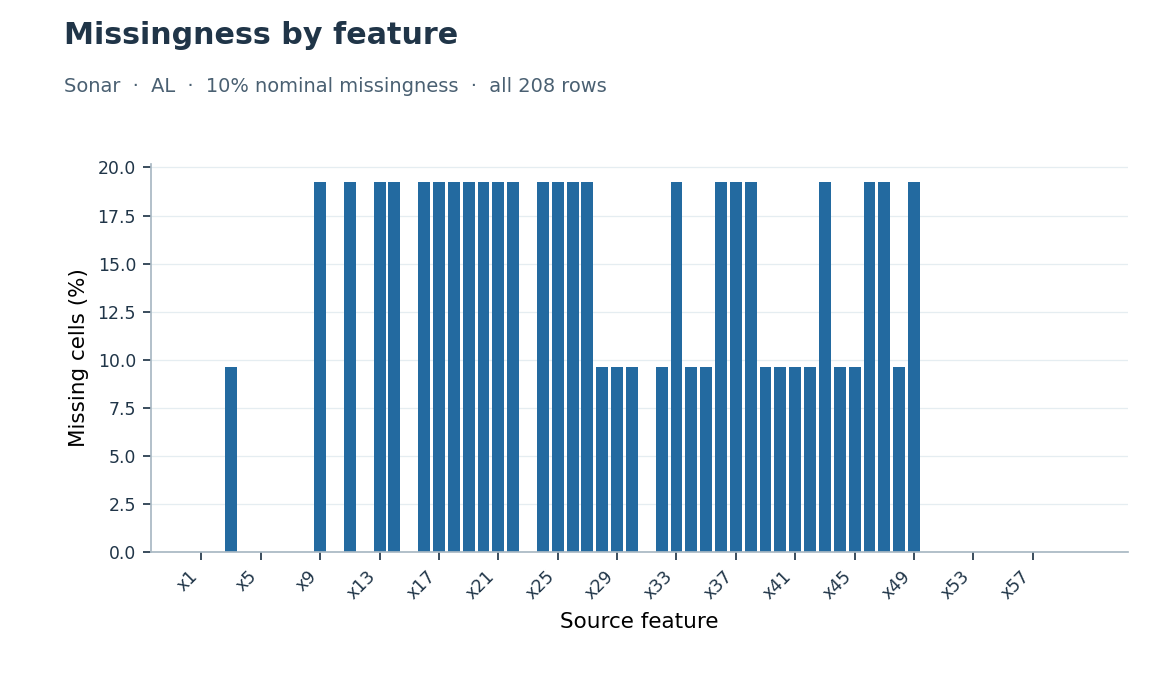 Missingness by feature
Sonar · AL · 10% nominal missingness · all 208 rows
20.0
17.5
15.0
12.5
10.0
7.5
5.0
2.5
0.0
Missing cells (%)
x1 x5 x9 x13 x17 x21 x25 x29 x33 x37 x41 x45 x49 x53 x57
Source feature